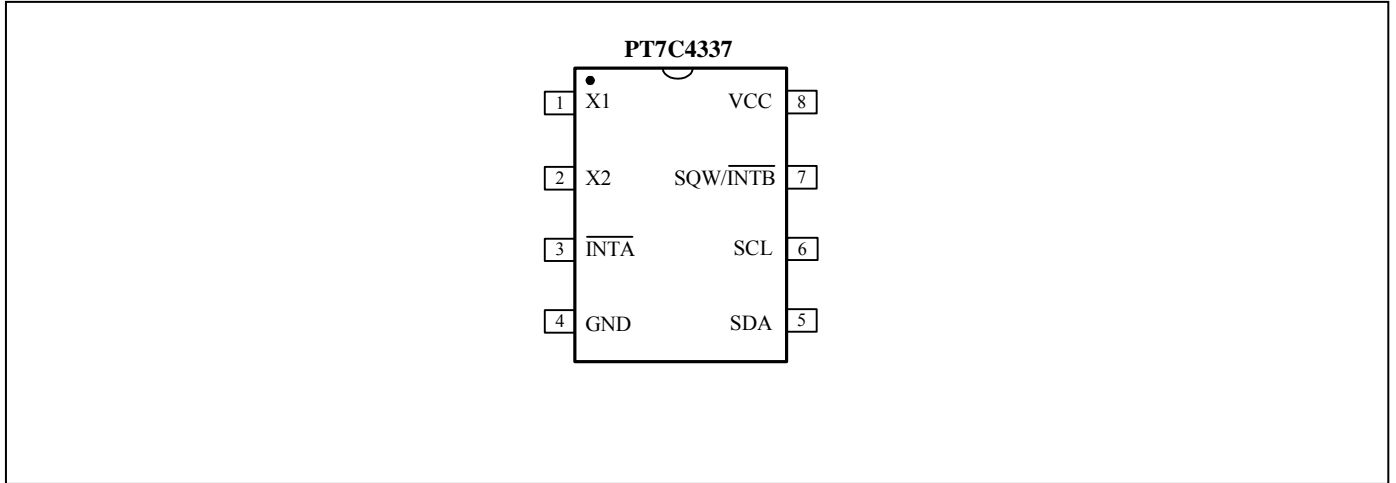 PT7C4337
1 X1 VCC 8
2 X2 SQW/INTB 7
3 INTA SCL 6
4 GND SDA 5